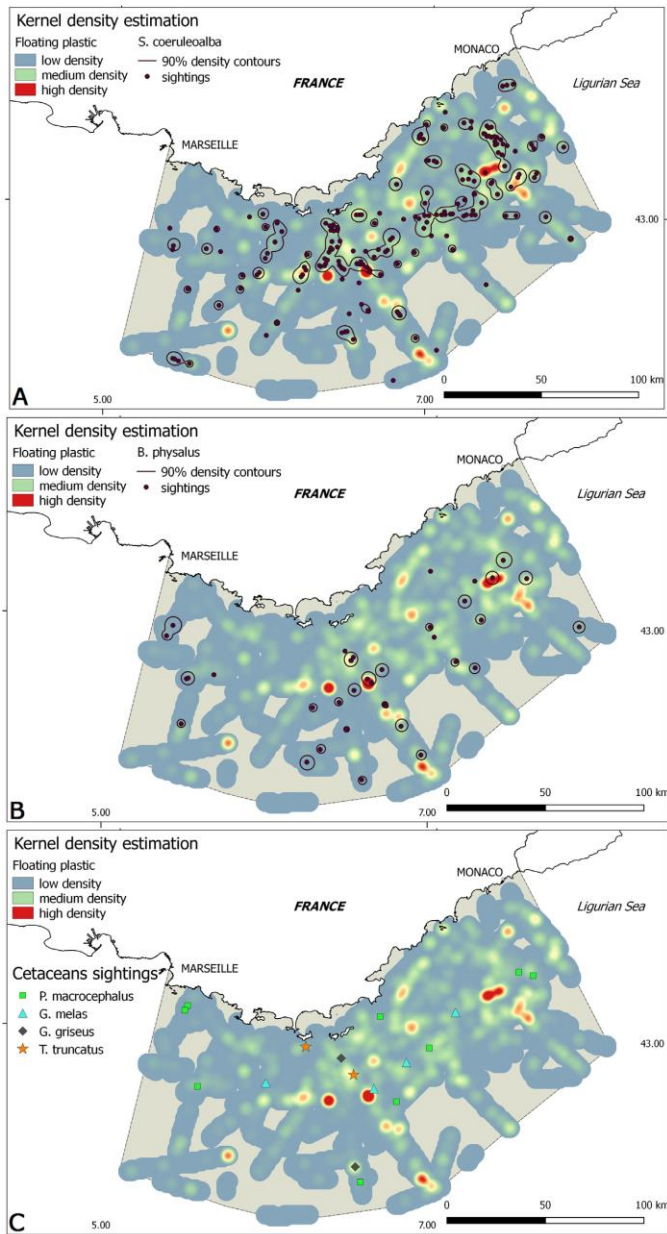 Kernel density estimation
Floating plastic
low density
medium density
high density
S. coeruleoalba
90% density contours
sightings
MONACO
FRANCE
Ligurian Sea
MARSEILLE
43.00
0 50 100 km
A
5.00 7.00
Kernel density estimation
Floating plastic
low density
medium density
high density
B. physalus
90% density contours
sightings
MONACO
FRANCE
Ligurian Sea
MARSEILLE
43.00
0 50 100 km
B
5.00 7.00
Kernel density estimation
Floating plastic
low density
medium density
high density
MONACO
FRANCE
Ligurian Sea
Cetaceans sightings
P. macrocephalus
G. melas
G. griseus
T. truncatus
MARSEILLE
43.00
0 50 100 km
C
5.00 7.00